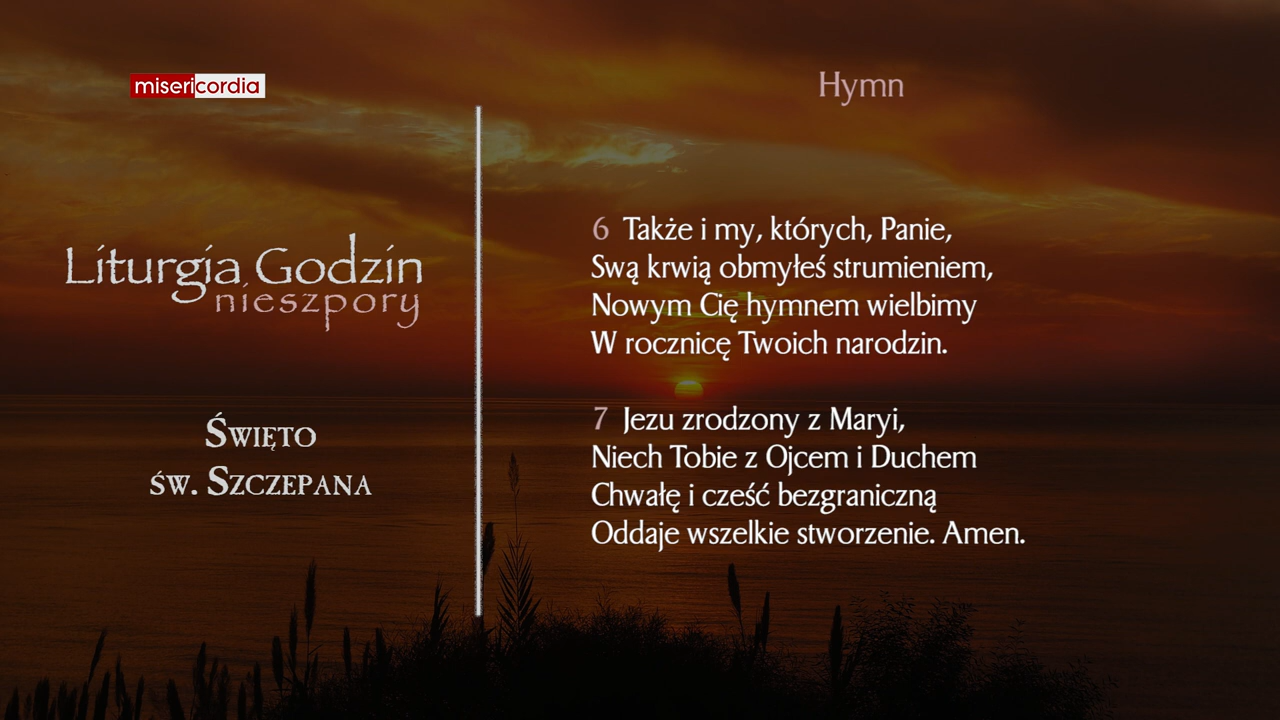 misericordia
Liturgia Godzin
nieszpory
Święto
św. Szczepana
Hymn
6 Także i my, których, Panie,
Swą krwią obmyłeś strumieniem,
Nowym Cię hymnem wielbimy
W rocznicę Twoich narodzin.
7 Jezu zrodzony z Maryi,
Niech Tobie z Ojcem i Duchem
Chwałę i cześć bezgraniczną
Oddaje wszelkie stworzenie. Amen.